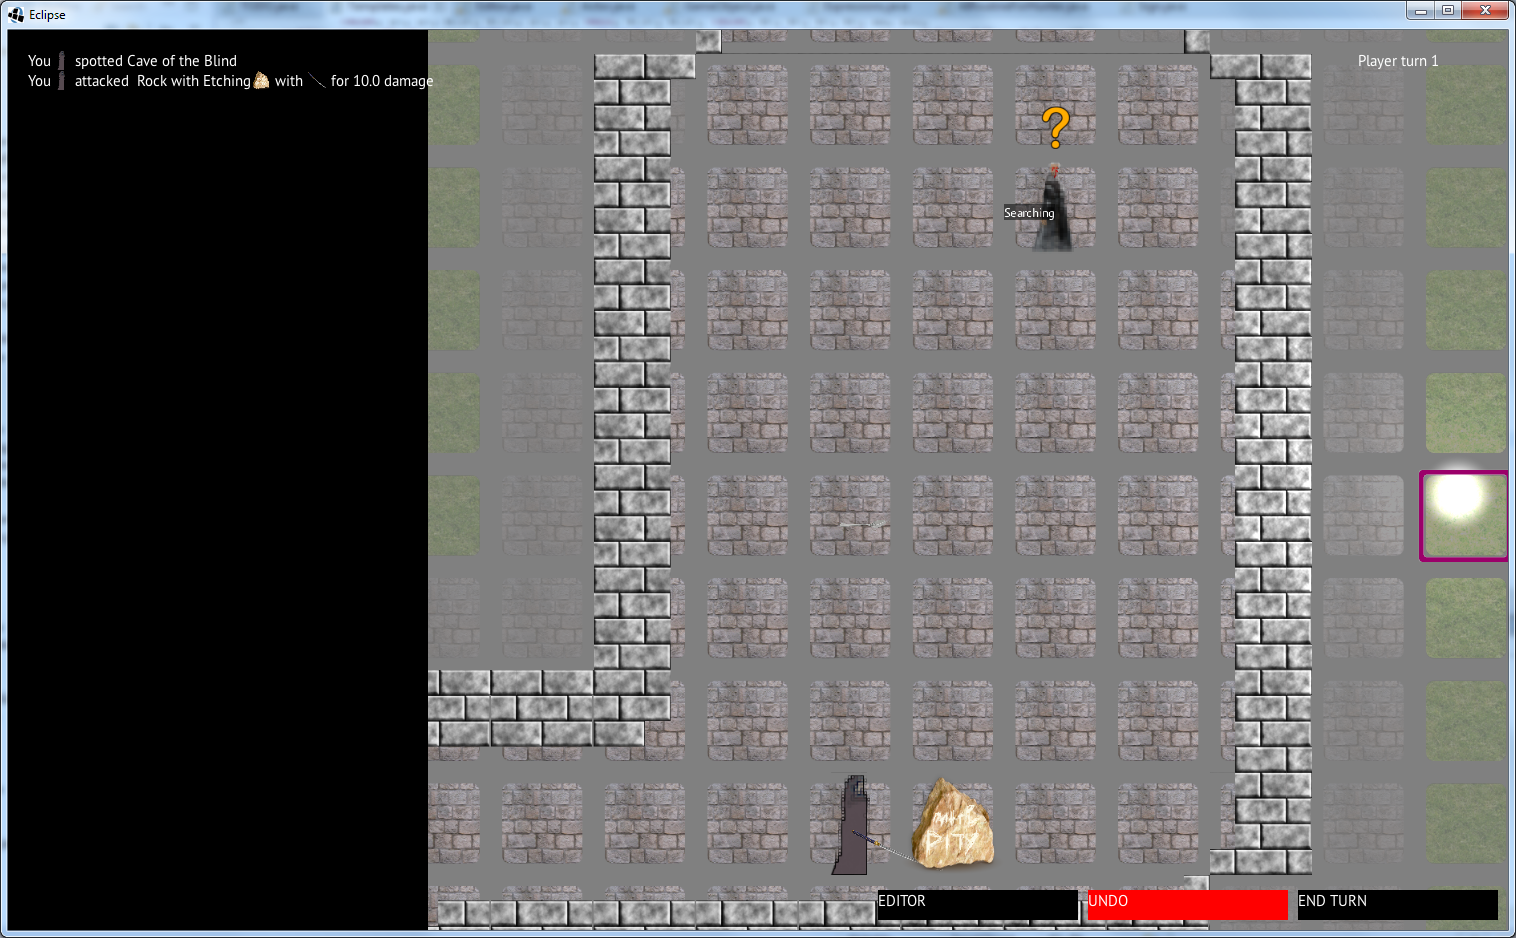 Eclipse
You spotted Cave of the Blind
You attacked Rock with Etching with for 10.0 damage
Player turn 1
?
Searching
PITY
EDITOR
UNDO
END TURN